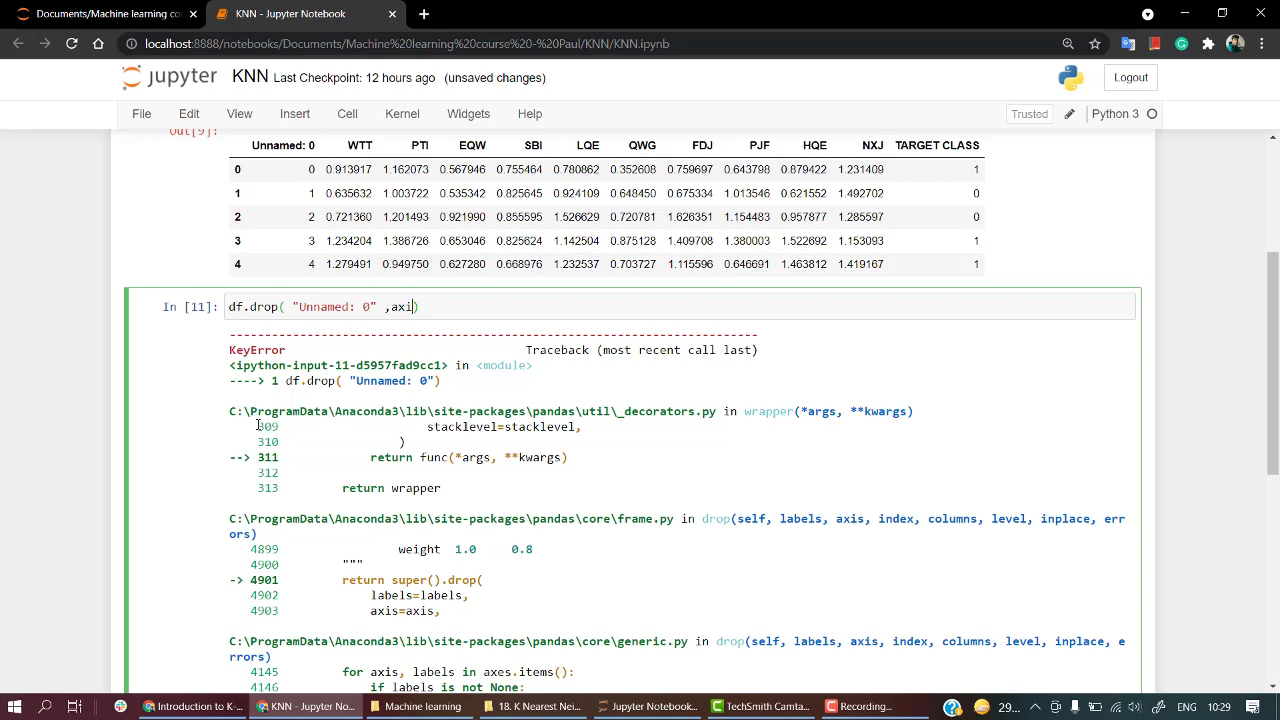 Documents/Machine learning co
KNN - Jupyter Notebook
localhost:8888/notebooks/Documents/Machine%20learning%20course%20-%20Paul/KNN/KNN.ipynb
jupyter KNN Last Checkpoint: 12 hours ago (unsaved changes) Logout
File Edit View Insert Cell Kernel Widgets Help Trusted Python 3
Out[9]:
Unnamed: 0 WTT PTI EQW SBI LQE QWG FDJ PJF HQE NXJ TARGET CLASS
0 0 0.913917 1.162073 0.567946 0.755464 0.780862 0.352608 0.759697 0.643798 0.879422 1.231409 1
1 1 0.635632 1.003722 0.535342 0.825645 0.924109 0.648450 0.675334 1.013546 0.621552 1.492702 0
2 2 0.721360 1.201493 0.921990 0.855595 1.526629 0.720781 1.626351 1.154483 0.957877 1.285597 0
3 3 1.234204 1.386726 0.653046 0.825624 1.142504 0.875128 1.409708 1.380003 1.522692 1.153093 1
4 4 1.279491 0.949750 0.627280 0.668976 1.232537 0.703727 1.115596 0.646691 1.463812 1.419167 1
In [11]: df.drop( "Unnamed: 0" ,axi)
---------------------------------------------------------------------------
KeyError Traceback (most recent call last)
<ipython-input-11-d5957fad9cc1> in <module>
----> 1 df.drop( "Unnamed: 0")
C:\ProgramData\Anaconda3\lib\site-packages\pandas\util\_decorators.py in wrapper(*args, **kwargs)
309 stacklevel=stacklevel,
310 )
--> 311 return func(*args, **kwargs)
312
313 return wrapper
C:\ProgramData\Anaconda3\lib\site-packages\pandas\core\frame.py in drop(self, labels, axis, index, columns, level, inplace, err
ors)
4899 weight 1.0 0.8
4900 """
-> 4901 return super().drop(
4902 labels=labels,
4903 axis=axis,
C:\ProgramData\Anaconda3\lib\site-packages\pandas\core\generic.py in drop(self, labels, axis, index, columns, level, inplace, e
rrors)
4145 for axis, labels in axes.items():
4146 if labels is not None:
Introduction to K-... KNN - Jupyter No... Machine learning 18. K Nearest Nei... Jupyter Notebook... TechSmith Camta... Recording... 29... ENG 10:29